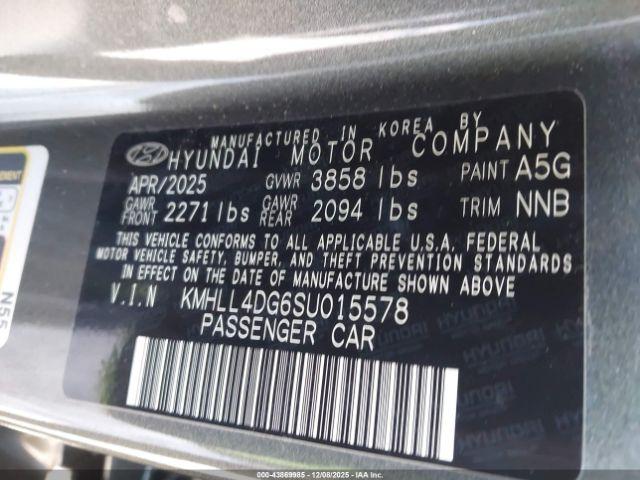 MANUFACTURED IN KOREA BY
HYUNDAI MOTOR COMPANY
APR/2025 GVWR 3858 lbs PAINT A5G
GAWR FRONT 2271 lbs GAWR REAR 2094 lbs TRIM NNB
THIS VEHICLE CONFORMS TO ALL APPLICABLE U.S.A. FEDERAL
MOTOR VEHICLE SAFETY, BUMPER, AND THEFT PREVENTION STANDARDS
IN EFFECT ON THE DATE OF MANUFACTURE SHOWN ABOVE
V.I.N KMHLL4DG6SU015578
PASSENGER CAR
HYUNDAI
N55
000-43869985 - 12/08/2025 - IAA Inc.